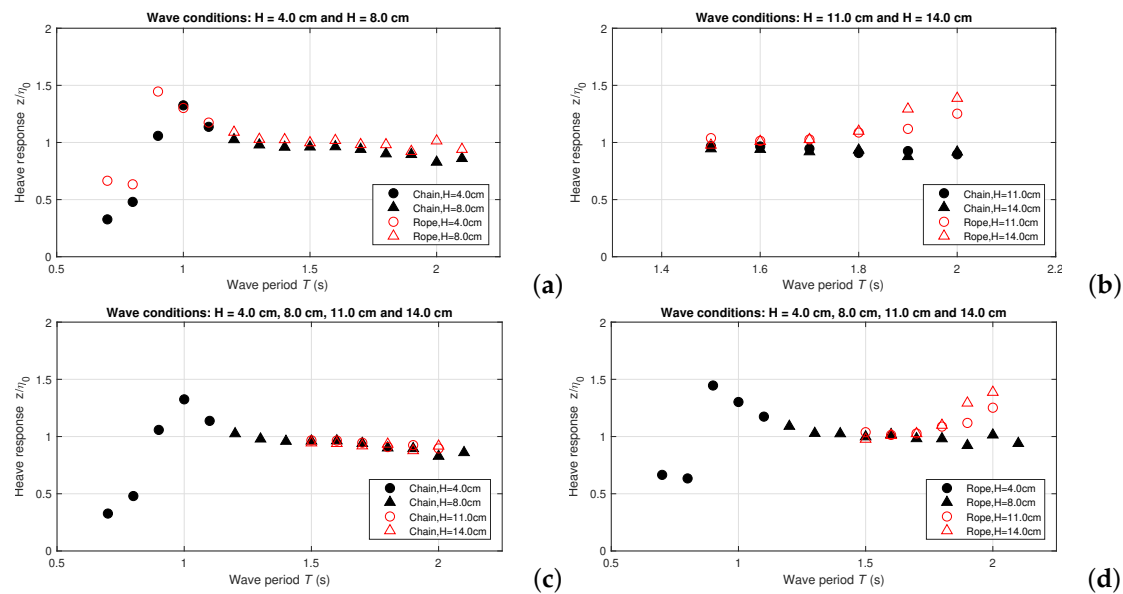 Wave conditions: H = 4.0 cm and H = 8.0 cm
2
1.5
1
0.5
0
Heave response z/η0
0.5
1
1.5
2
Wave period T (s)
Chain,H=4.0cm
Chain,H=8.0cm
Rope,H=4.0cm
Rope,H=8.0cm
(a)
Wave conditions: H = 11.0 cm and H = 14.0 cm
2
1.5
1
0.5
0
Heave response z/η0
1.4
1.6
1.8
2
2.2
Wave period T (s)
Chain,H=11.0cm
Chain,H=14.0cm
Rope,H=11.0cm
Rope,H=14.0cm
(b)
Wave conditions: H = 4.0 cm, 8.0 cm, 11.0 cm and 14.0 cm
2
1.5
1
0.5
0
Heave response z/η0
0.5
1
1.5
2
Wave period T (s)
Chain,H=4.0cm
Chain,H=8.0cm
Chain,H=11.0cm
Chain,H=14.0cm
(c)
Wave conditions: H = 4.0 cm, 8.0 cm, 11.0 cm and 14.0 cm
2
1.5
1
0.5
0
Heave response z/η0
0.5
1
1.5
2
Wave period T (s)
Rope,H=4.0cm
Rope,H=8.0cm
Rope,H=11.0cm
Rope,H=14.0cm
(d)